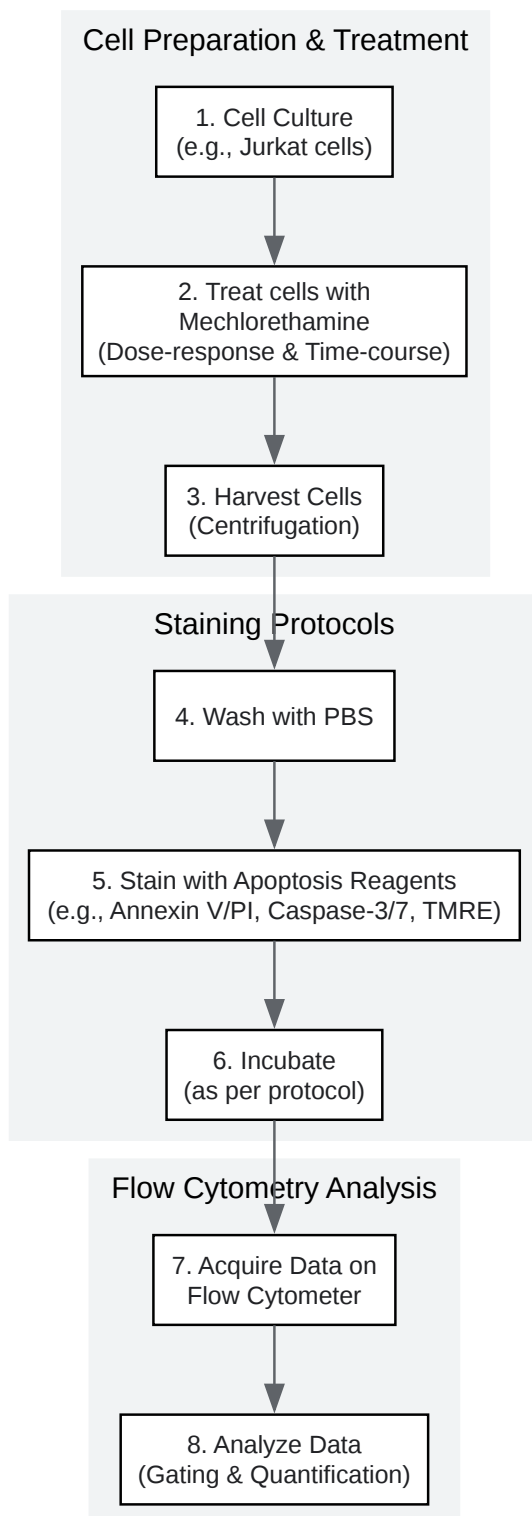 Cell Preparation & Treatment
1. Cell Culture
(e.g., Jurkat cells)
2. Treat cells with
Mechlorethamine
(Dose-response & Time-course)
3. Harvest Cells
(Centrifugation)
Staining Protocols
4. Wash with PBS
5. Stain with Apoptosis Reagents
(e.g., Annexin V/PI, Caspase-3/7, TMRE)
6. Incubate
(as per protocol)
Flow Cytometry Analysis
7. Acquire Data on
Flow Cytometer
8. Analyze Data
(Gating & Quantification)